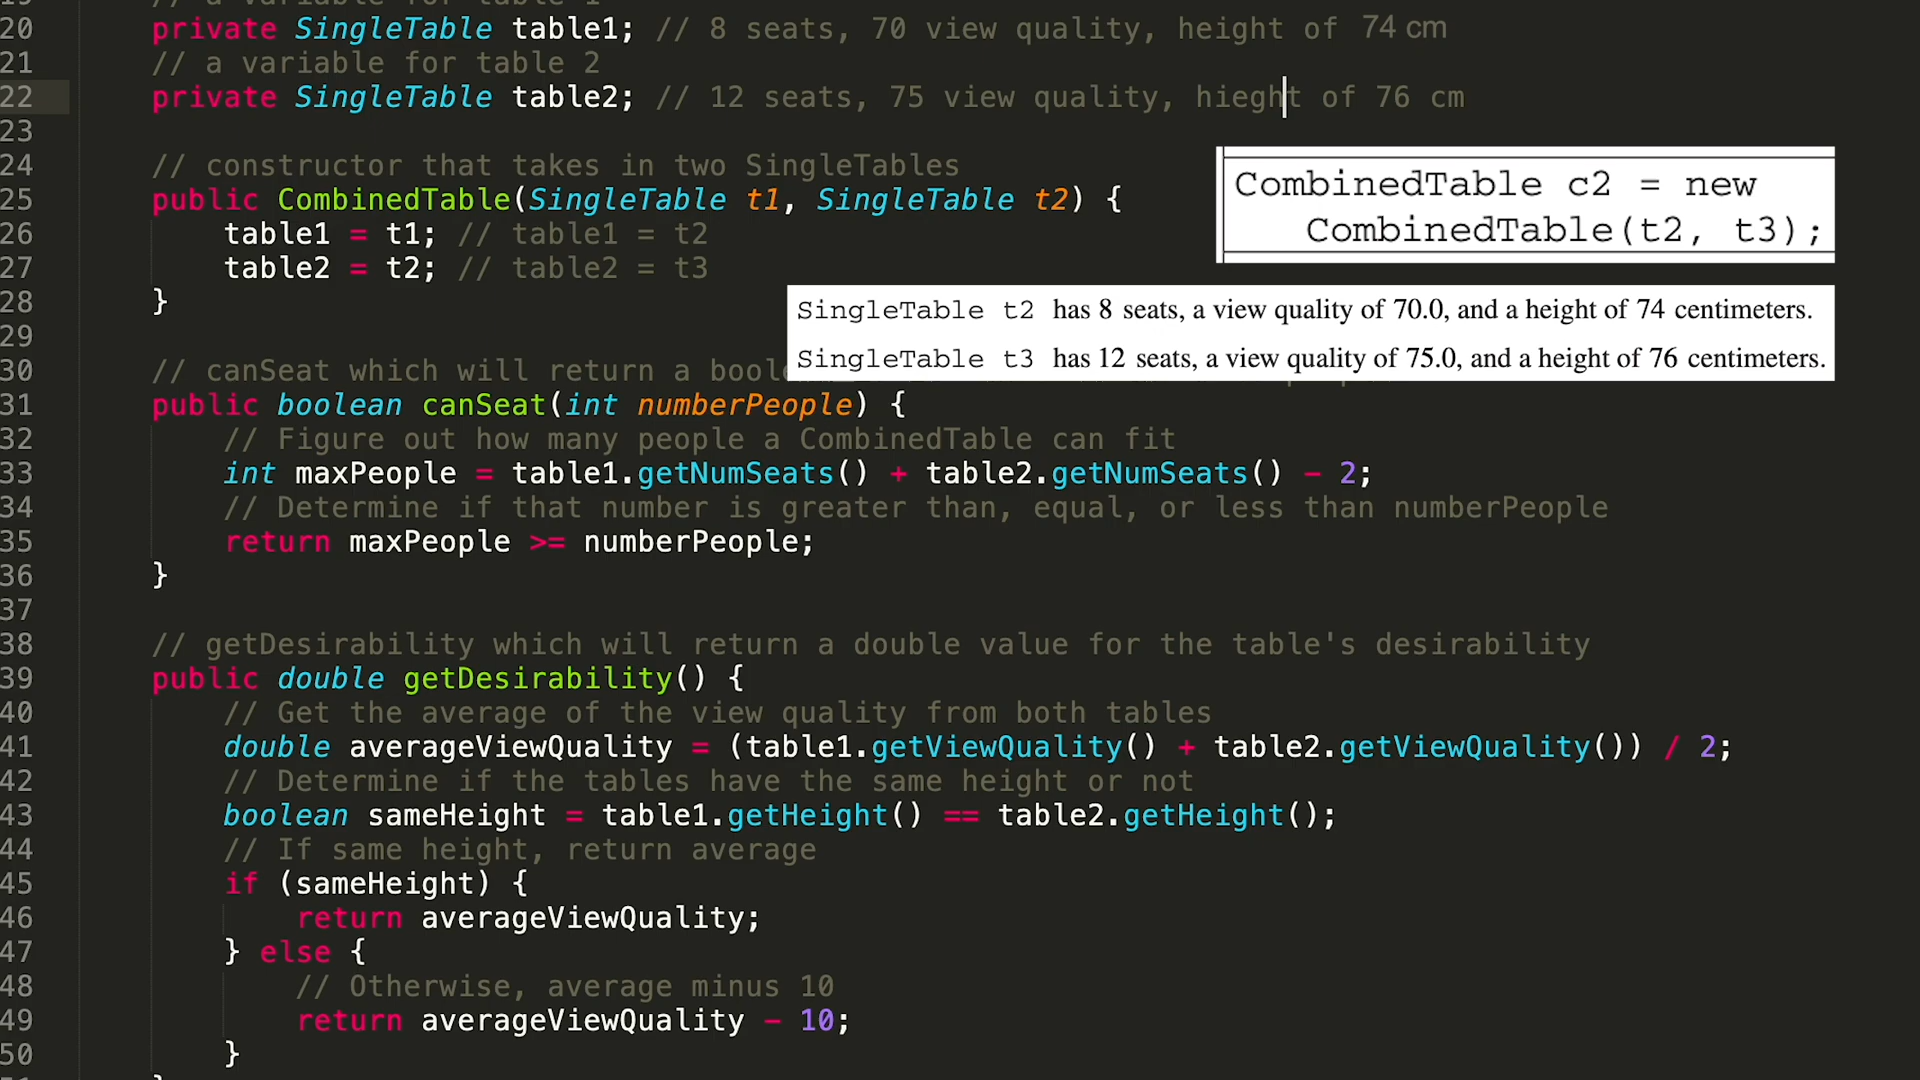 // a variable for table 1
20 private SingleTable table1; // 8 seats, 70 view quality, height of 74 cm
21 // a variable for table 2
22 private SingleTable table2; // 12 seats, 75 view quality, hieght of 76 cm
23
24 // constructor that takes in two SingleTables
25 public CombinedTable(SingleTable t1, SingleTable t2) {
26 table1 = t1; // table1 = t2
27 table2 = t2; // table2 = t3
28 }
CombinedTable c2 = new
CombinedTable(t2, t3);
29
SingleTable t2 has 8 seats, a view quality of 70.0, and a height of 74 centimeters.
SingleTable t3 has 12 seats, a view quality of 75.0, and a height of 76 centimeters.
30 // canSeat which will return a
31 public boolean canSeat(int numberPeople) {
32 // Figure out how many people a CombinedTable can fit
33 int maxPeople = table1.getNumSeats() + table2.getNumSeats() - 2;
34 // Determine if that number is greater than, equal, or less than numberPeople
35 return maxPeople >= numberPeople;
36 }
37
38 // getDesirability which will return a double value for the table's desirability
39 public double getDesirability() {
40 // Get the average of the view quality from both tables
41 double averageViewQuality = (table1.getViewQuality() + table2.getViewQuality()) / 2;
42 // Determine if the tables have the same height or not
43 boolean sameHeight = table1.getHeight() == table2.getHeight();
44 // If same height, return average
45 if (sameHeight) {
46 return averageViewQuality;
47 } else {
48 // Otherwise, average minus 10
49 return averageViewQuality - 10;
50 }